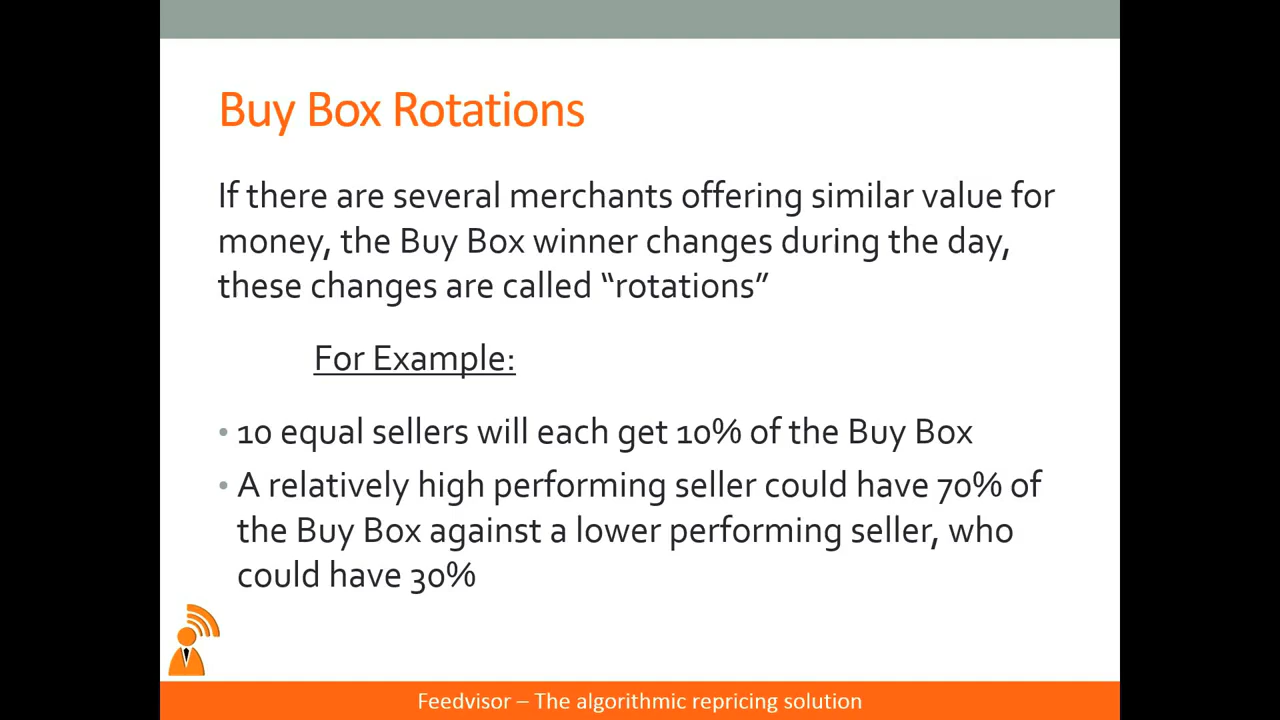 Buy Box Rotations
If there are several merchants offering similar value for
money, the Buy Box winner changes during the day,
these changes are called “rotations”
For Example:
• 10 equal sellers will each get 10% of the Buy Box
• A relatively high performing seller could have 70% of
the Buy Box against a lower performing seller, who
could have 30%
Feedvisor – The algorithmic repricing solution